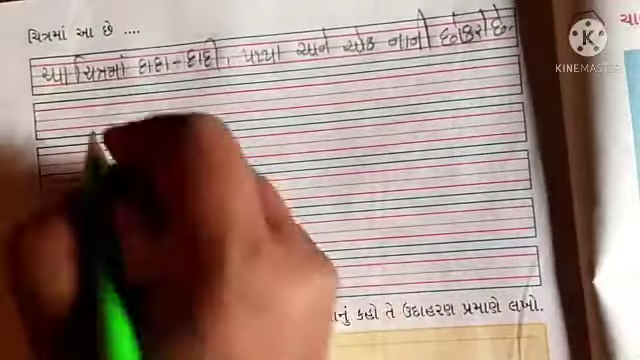 ચિત્રમાં આ છે ....
આ ચિત્રમાં દાદા-દાદી, પપ્પા અને એક નાની છોકરી છે.
નું કહો તે ઉદાહરણ પ્રમાણે લખો.
KINEMASTER